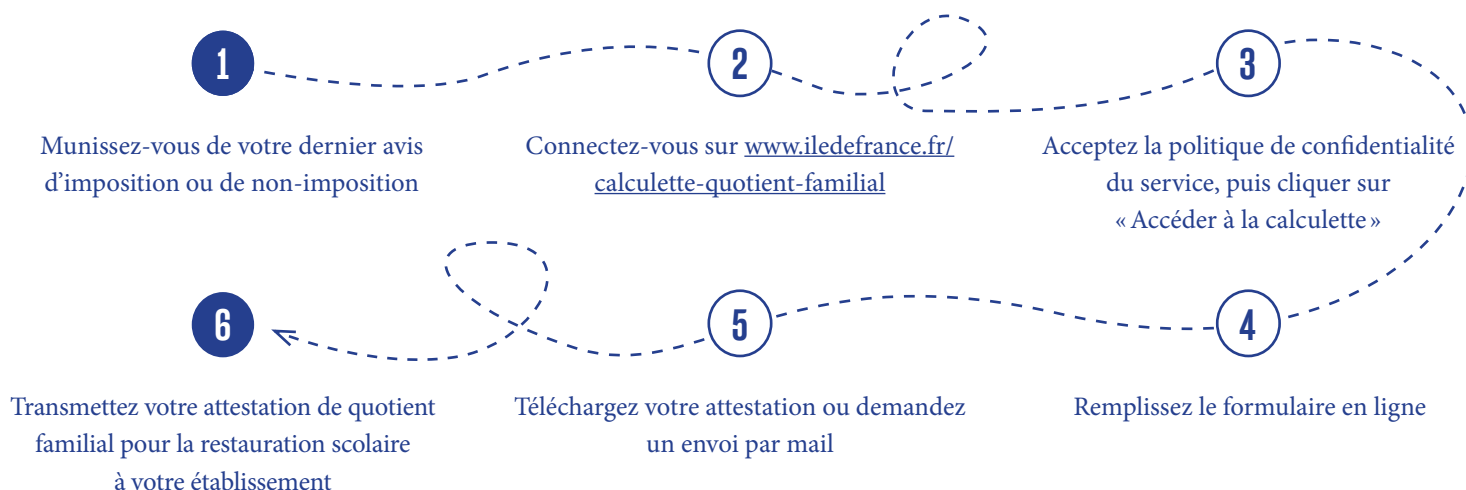 1
Munissez-vous de votre dernier avis
d’imposition ou de non-imposition
2
Connectez-vous sur www.iledefrance.fr/
calculette-quotient-familial
3
Acceptez la politique de confidentialité
du service, puis cliquer sur
« Accéder à la calculette »
4
Remplissez le formulaire en ligne
5
Téléchargez votre attestation ou demandez
un envoi par mail
6
Transmettez votre attestation de quotient
familial pour la restauration scolaire
à votre établissement